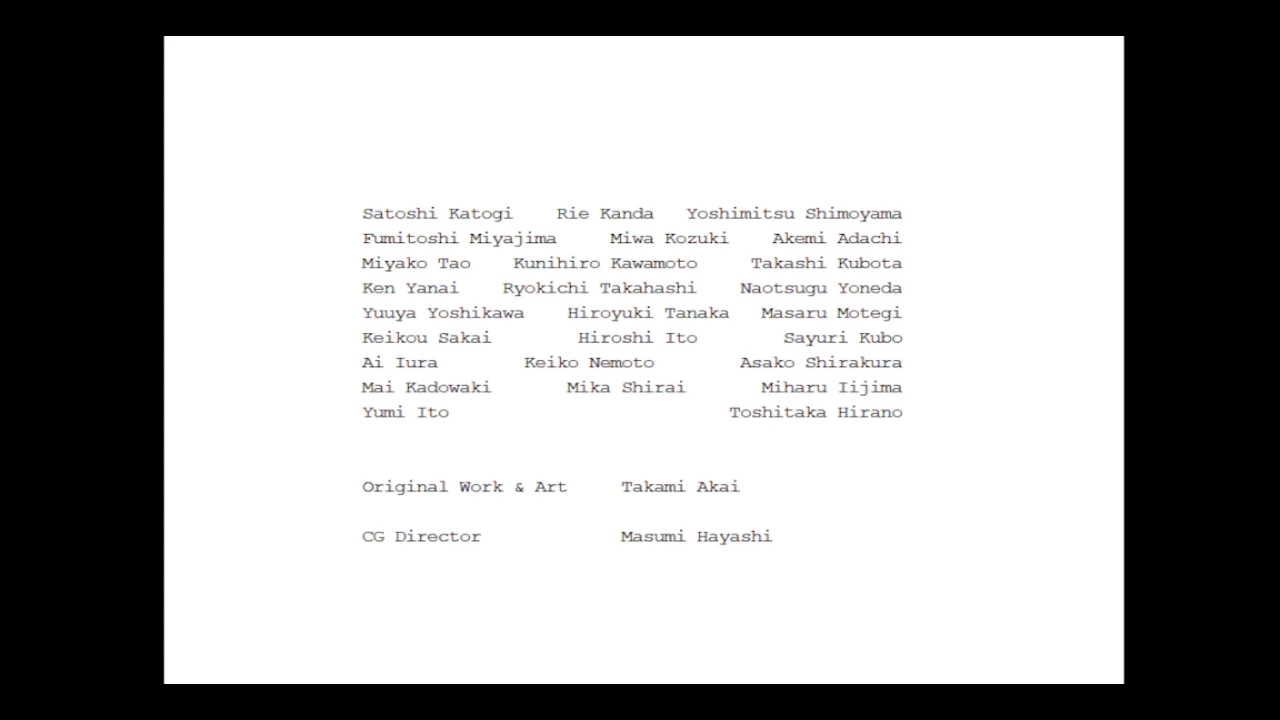 Satoshi Katogi Rie Kanda Yoshimitsu Shimoyama
Fumitoshi Miyajima Miwa Kozuki Akemi Adachi
Miyako Tao Kunihiro Kawamoto Takashi Kubota
Ken Yanai Ryokichi Takahashi Naotsugu Yoneda
Yuuya Yoshikawa Hiroyuki Tanaka Masaru Motegi
Keikou Sakai Hiroshi Ito Sayuri Kubo
Ai Iura Keiko Nemoto Asako Shirakura
Mai Kadowaki Mika Shirai Miharu Iijima
Yumi Ito Toshitaka Hirano
Original Work & Art Takami Akai
CG Director Masumi Hayashi